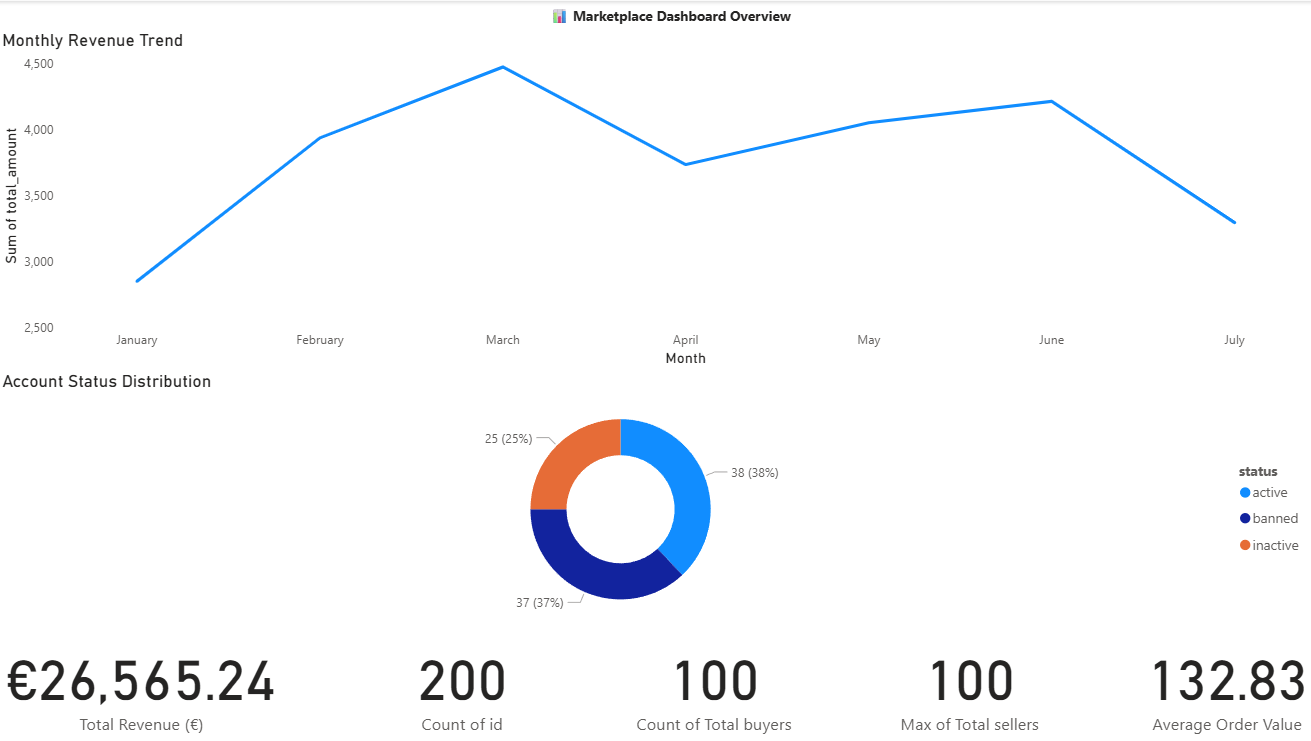 📊 Marketplace Dashboard Overview
Monthly Revenue Trend
4,500
4,000
3,500
3,000
2,500
Sum of total_amount
January February March April May June July
Month
Account Status Distribution
25 (25%)
38 (38%)
37 (37%)
status
active
banned
inactive
€26,565.24 200 100 100 132.83
Total Revenue (€) Count of id Count of Total buyers Max of Total sellers Average Order Value